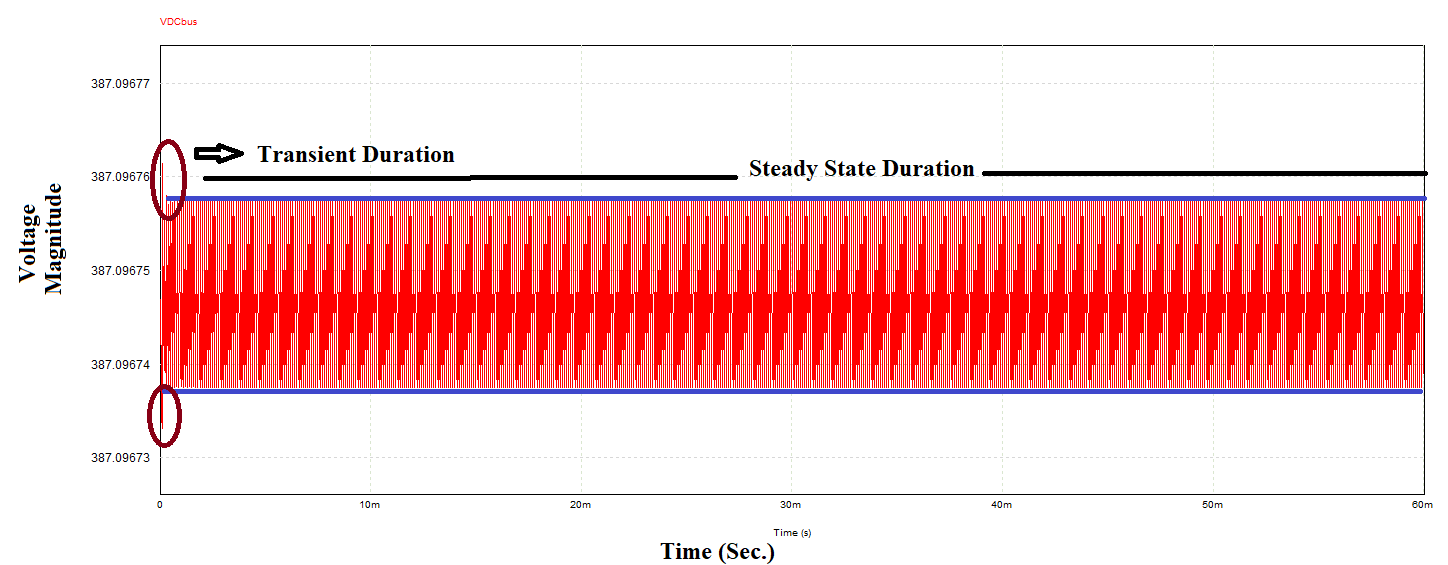 VDCbus
387.09677
Transient Duration
Steady State Duration
387.09676
Voltage
Magnitude
387.09675
387.09674
387.09673
0
10m
20m
30m
40m
50m
60m
Time (s)
Time (Sec.)